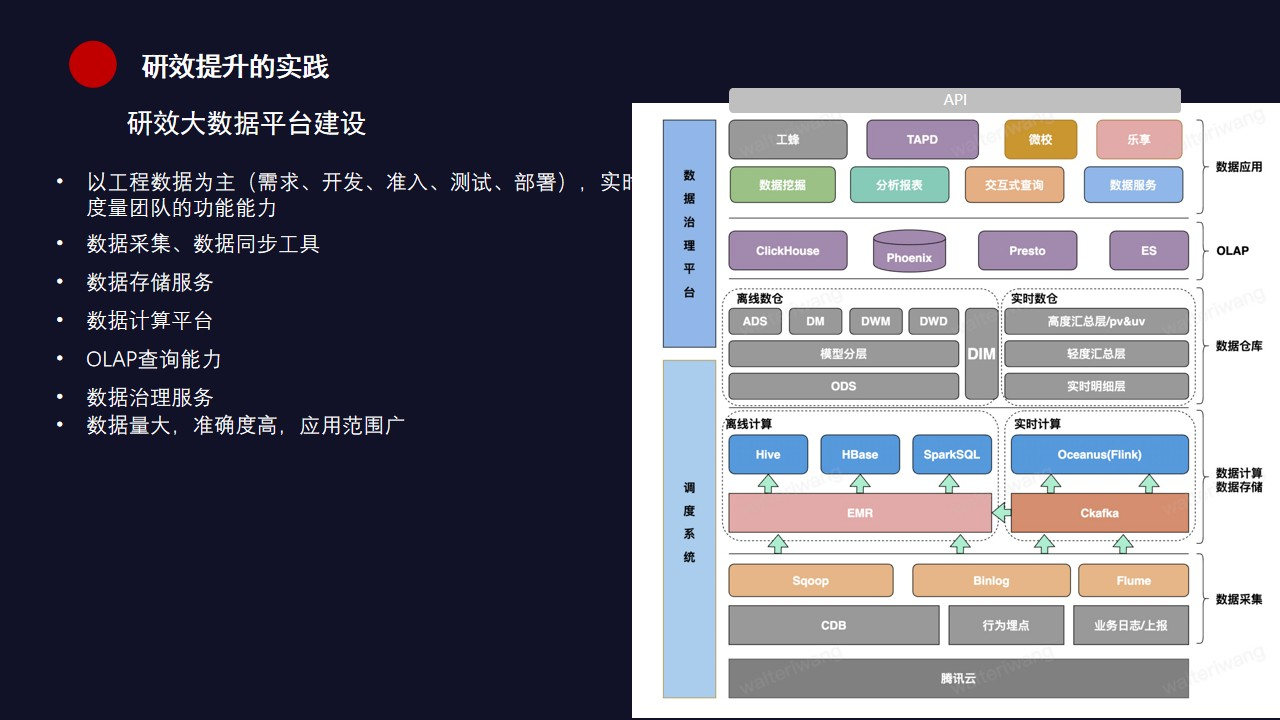 研效提升的实践
研效大数据平台建设
• 以工程数据为主（需求、开发、准入、测试、部署），实时
度量团队的功能能力
• 数据采集、数据同步工具
• 数据存储服务
• 数据计算平台
• OLAP查询能力
• 数据治理服务
• 数据量大，准确度高，应用范围广
API
数据治理平台
工蜂 TAPD 微校 乐享
数据挖掘 分析报表 交互式查询 数据服务
数据应用
ClickHouse Phoenix Presto ES
OLAP
离线数仓 实时数仓
ADS DM DWM DWD
高度汇总层/pv&uv
模型分层
DIM
轻度汇总层
ODS
实时明细层
数据仓库
调度系统
离线计算 实时计算
Hive HBase SparkSQL Oceanus(Flink)
EMR Ckafka
数据计算
数据存储
Sqoop Binlog Flume
CDB 行为埋点 业务日志/上报
数据采集
腾讯云
walterlwang